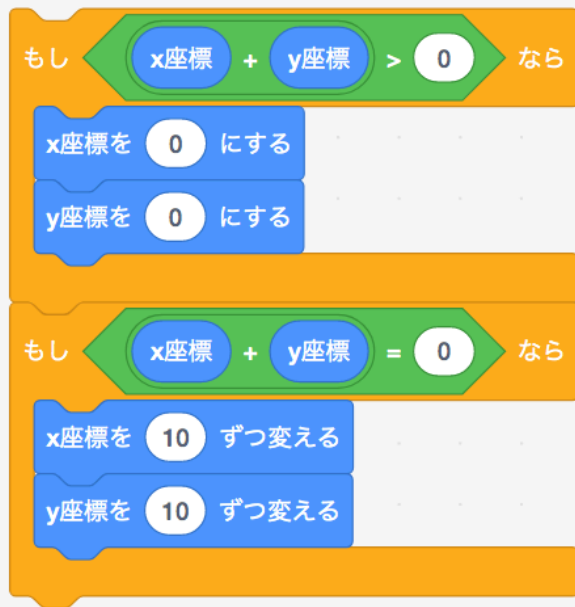 もし x座標 + y座標 > 0 なら
x座標を 0 にする
y座標を 0 にする
もし x座標 + y座標 = 0 なら
x座標を 10 ずつ変える
y座標を 10 ずつ変える